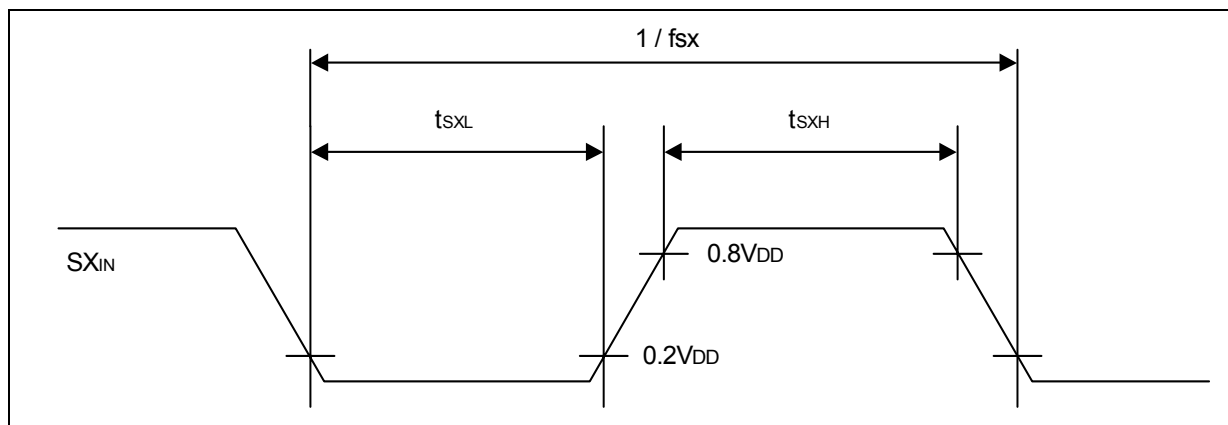 1 / fsx
tSXL
tSXH
SXIN
0.8VDD
0.2VDD